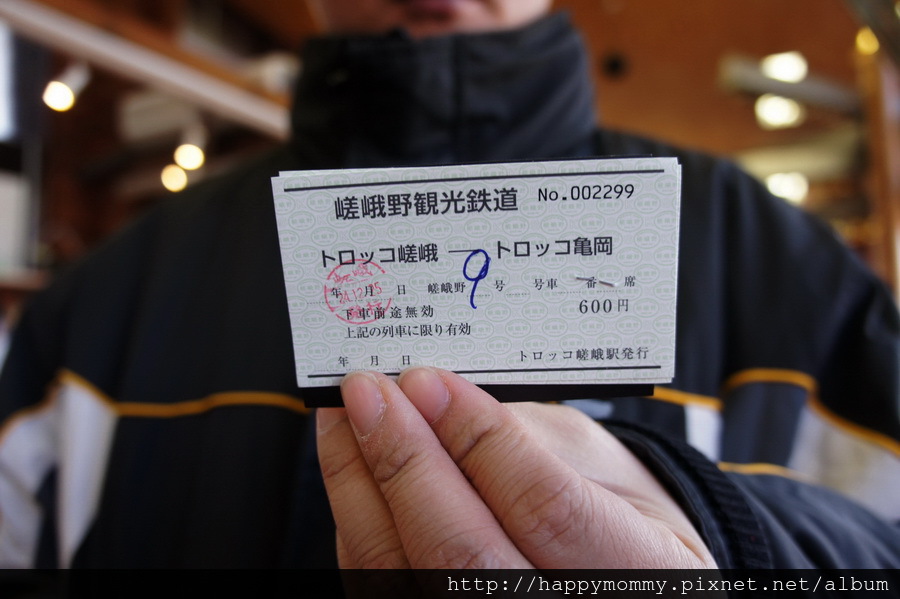 嵯峨野観光鉄道 No.002299
トロッコ嵯峨 ― トロッコ亀岡
年 月 日 嵯峨野 9 号 号車 番 席
24.12.25
下車前途無効 600円
上記の列車に限り有効
年 月 日 トロッコ嵯峨駅発行
http://happymommy.pixnet.net/album